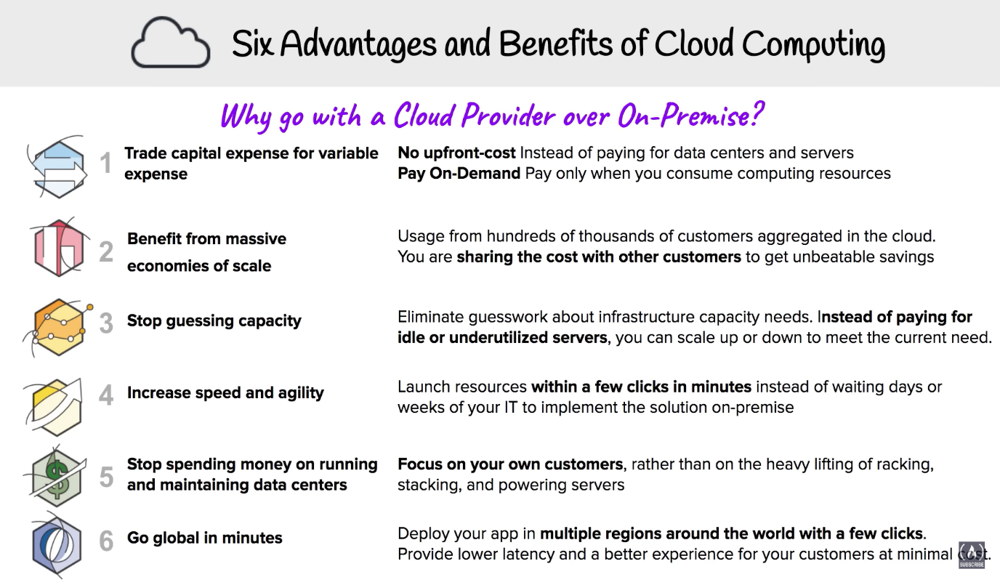 Six Advantages and Benefits of Cloud Computing
Why go with a Cloud Provider over On-Premise?
1
Trade capital expense for variable
expense
No upfront-cost Instead of paying for data centers and servers
Pay On-Demand Pay only when you consume computing resources
2
Benefit from massive
economies of scale
Usage from hundreds of thousands of customers aggregated in the cloud.
You are sharing the cost with other customers to get unbeatable savings
3
Stop guessing capacity
Eliminate guesswork about infrastructure capacity needs. Instead of paying for
idle or underutilized servers, you can scale up or down to meet the current need.
4
Increase speed and agility
Launch resources within a few clicks in minutes instead of waiting days or
weeks of your IT to implement the solution on-premise
5
Stop spending money on running
and maintaining data centers
Focus on your own customers, rather than on the heavy lifting of racking,
stacking, and powering servers
6
Go global in minutes
Deploy your app in multiple regions around the world with a few clicks.
Provide lower latency and a better experience for your customers at minimal cost.
SUBSCRIBE